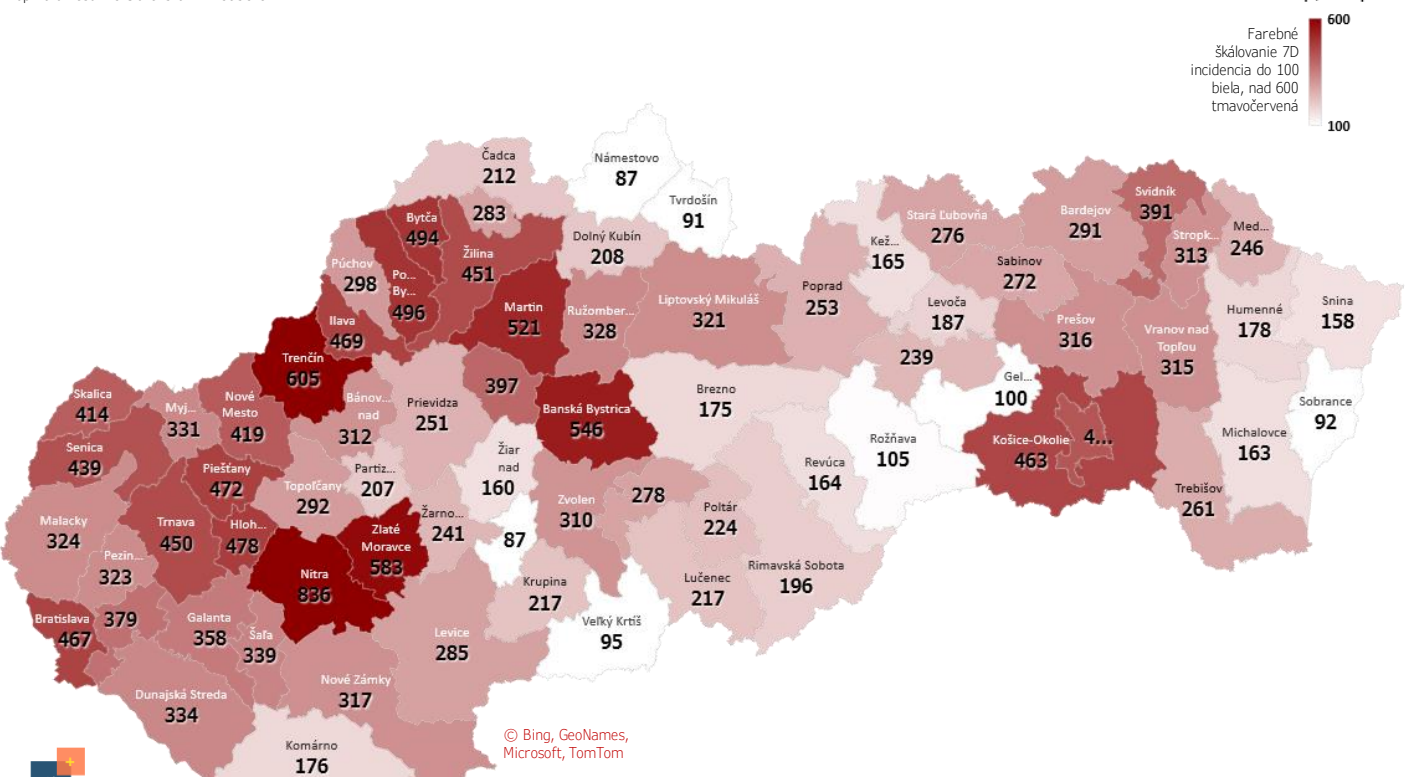 600
Farebné
škálovanie 7D
incidencia do 100
biela, nad 600
tmavočervená
100
Čadca
212
Námestovo
87
Tvrdošín
91
283
Bytča
494
Žilina
451
Dolný Kubín
208
Púchov
298
Po...
By...
496
Ilava
469
Martin
521
Ružomber...
328
Liptovský Mikuláš
321
Poprad
253
Kež...
165
Stará Ľubovňa
276
Sabinov
272
Levoča
187
239
Bardejov
291
Svidník
391
Stropk...
313
Med...
246
Humenné
178
Snina
158
Prešov
316
Vranov nad
Topľou
315
Gel...
100
Sobrance
92
Michalovce
163
Košice-Okolie
463
4...
Trebišov
261
Trenčín
605
397
Banská Bystrica
546
Brezno
175
Rožňava
105
Revúca
164
Skalica
414
Myj...
331
Nové
Mesto
419
Bánov...
nad
312
Prievidza
251
Senica
439
Piešťany
472
Topoľčany
292
Partiz...
207
Žiar
nad
160
Malacky
324
Trnava
450
Hloh...
478
Zlaté
Moravce
583
Žarno...
241
87
Zvolen
310
278
Poltár
224
Pezin...
323
Nitra
836
Krupina
217
Lučenec
217
Rimavská Sobota
196
Bratislava
467
379
Galanta
358
Šaľa
339
Levice
285
Veľký Krtíš
95
Dunajská Streda
334
Nové Zámky
317
Komárno
176
© Bing, GeoNames,
Microsoft, TomTom